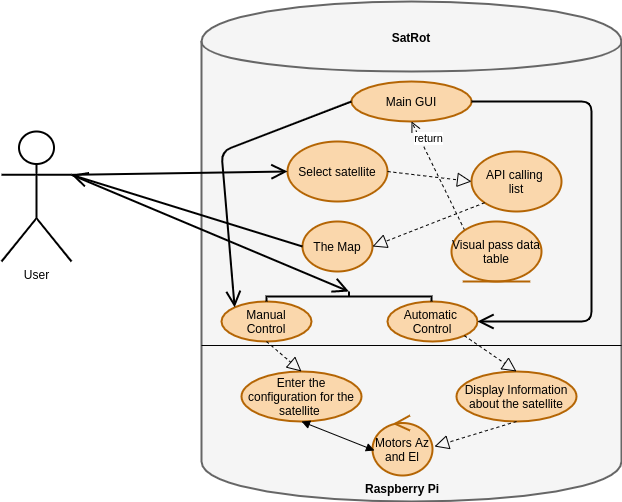 SatRot
Main GUI
return
Select satellite
API calling
list
The Map
Visual pass data
table
User
Manual
Control
Automatic
Control
Enter the
configuration for the
satellite
Display Information
about the satellite
Motors Az
and El
Raspberry Pi